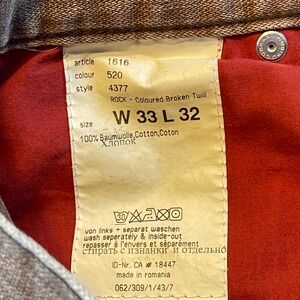 article 1616
colour 520
style 4377
ROCK - Coloured Broken Twill
size W 33 L 32
100% Baumwolle,Cotton,Coton
Хлопок
30
von links + separat waschen
wash separately & inside-out
repasser à l'envers et séparément
стирать с изнанки и отдельно
ID-Nr. CA # 18447
made in romania
062/309/1/43/7